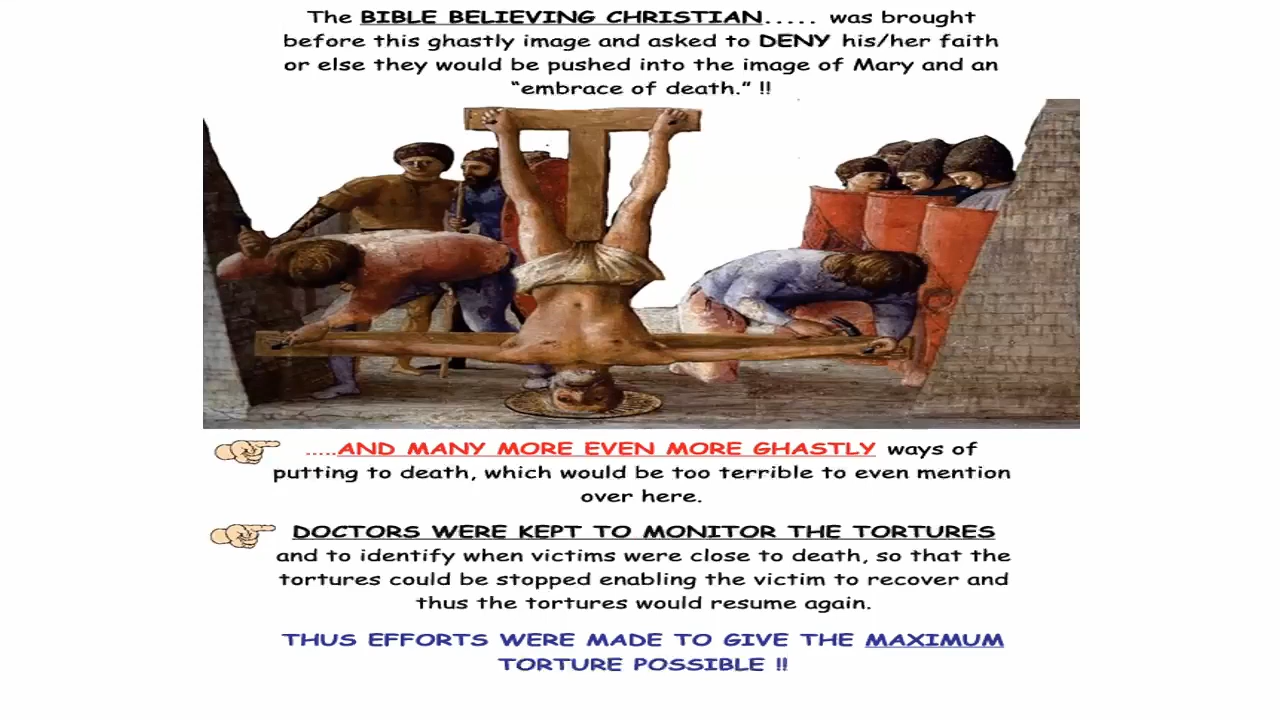 The BIBLE BELIEVING CHRISTIAN..... was brought
before this ghastly image and asked to DENY his/her faith
or else they would be pushed into the image of Mary and an
“embrace of death.” !!
.....AND MANY MORE EVEN MORE GHASTLY ways of
putting to death, which would be too terrible to even mention
over here.
DOCTORS WERE KEPT TO MONITOR THE TORTURES
and to identify when victims were close to death, so that the
tortures could be stopped enabling the victim to recover and
thus the tortures would resume again.
THUS EFFORTS WERE MADE TO GIVE THE MAXIMUM
TORTURE POSSIBLE !!